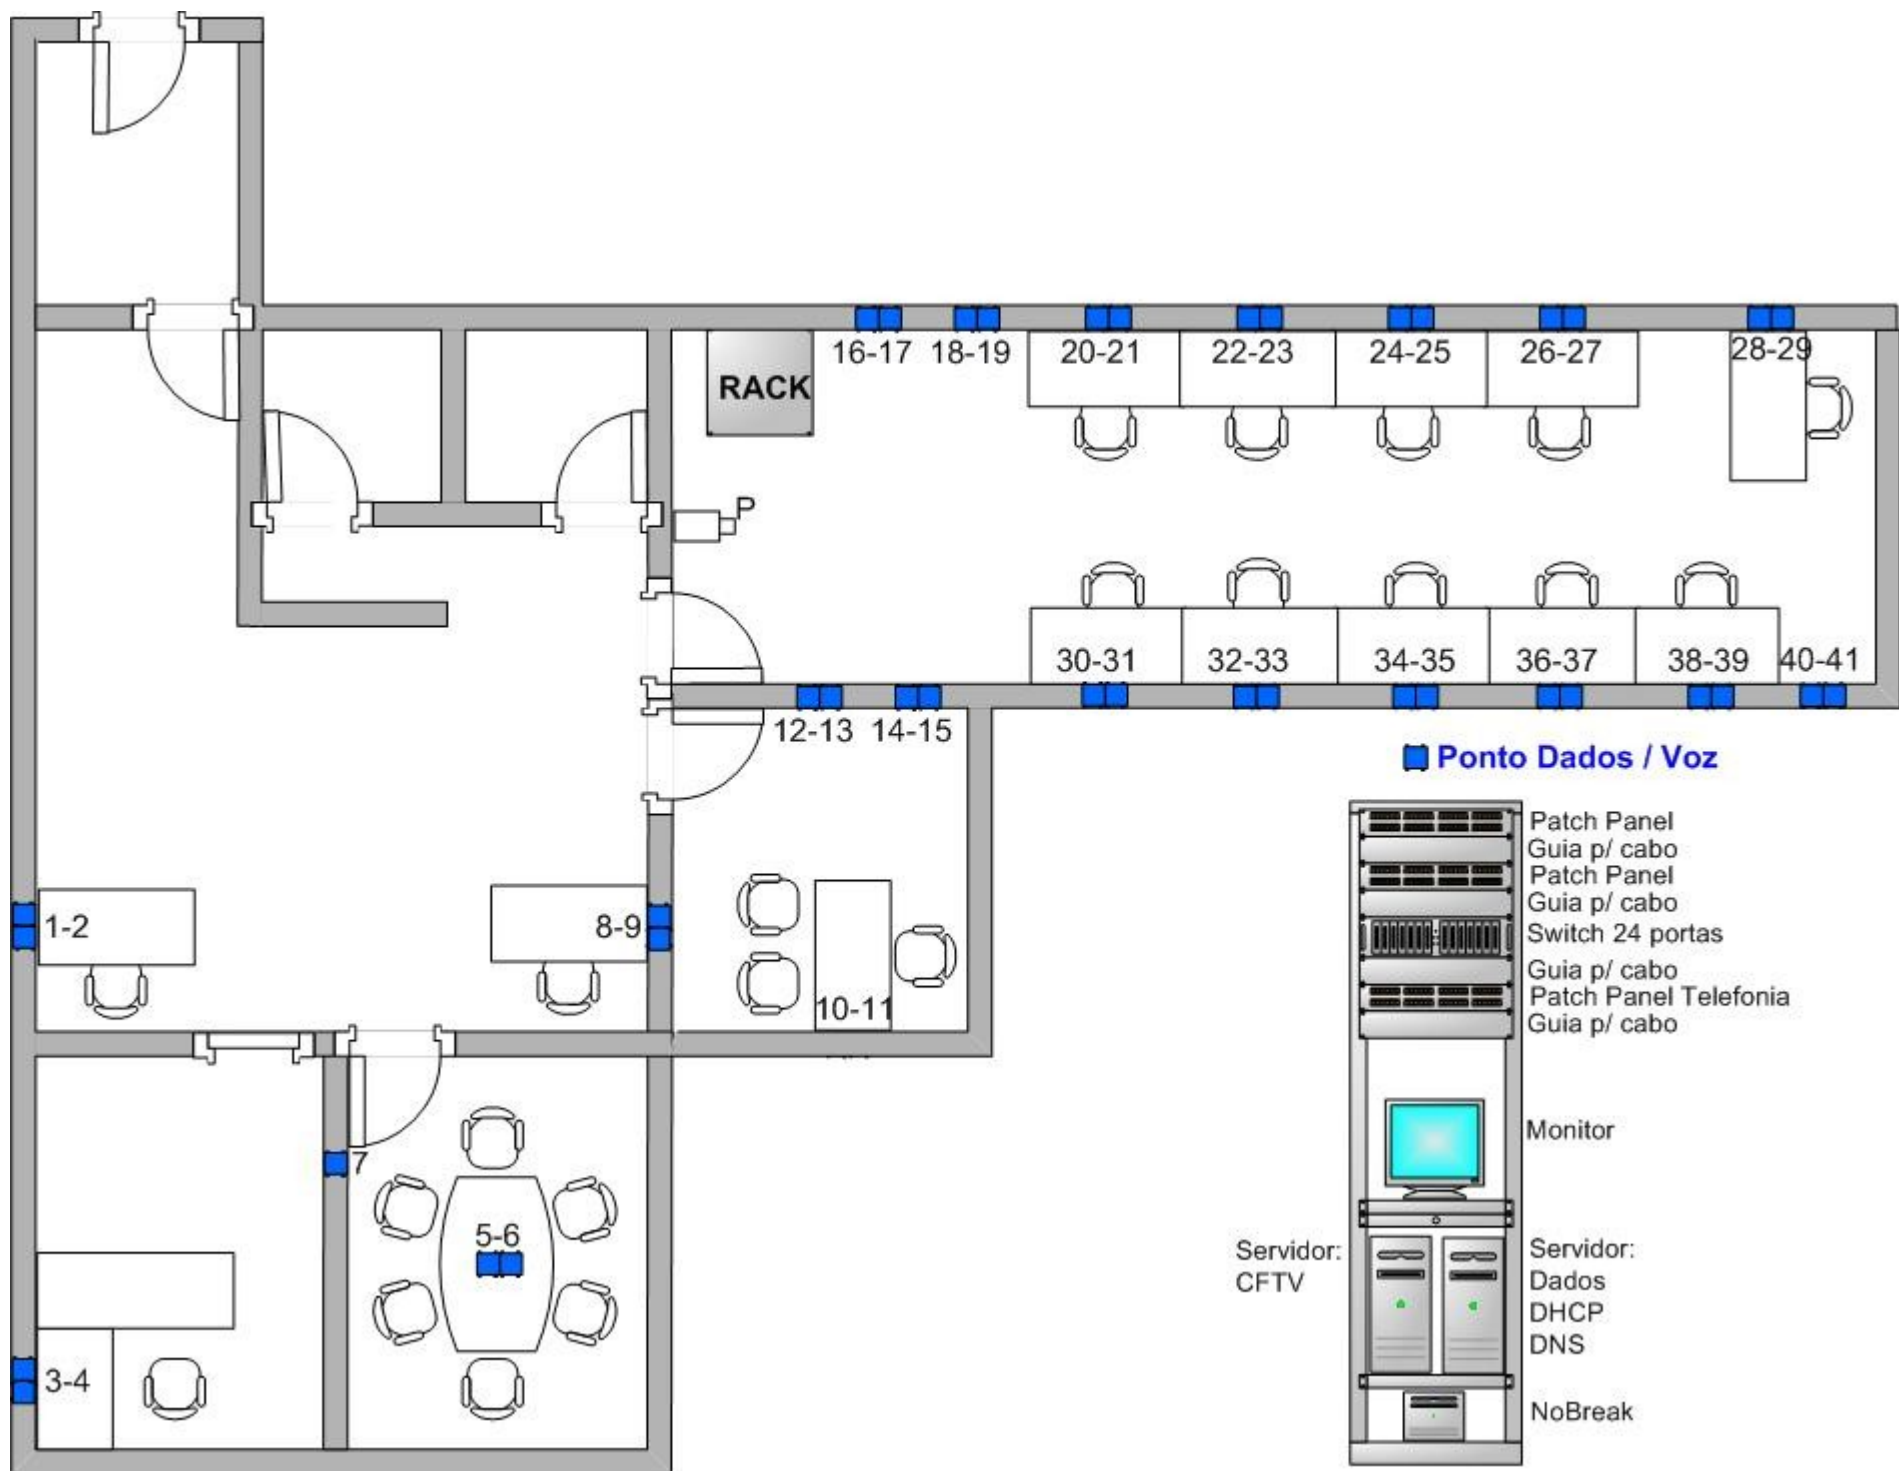 16-17
18-19
20-21
22-23
24-25
26-27
28-29
RACK
P
30-31
32-33
34-35
36-37
38-39
40-41
12-13
14-15
1-2
8-9
10-11
7
5-6
3-4
Ponto Dados / Voz
Patch Panel
Guia p/ cabo
Patch Panel
Guia p/ cabo
Switch 24 portas
Guia p/ cabo
Patch Panel Telefonia
Guia p/ cabo
Monitor
Servidor:
CFTV
Servidor:
Dados
DHCP
DNS
NoBreak